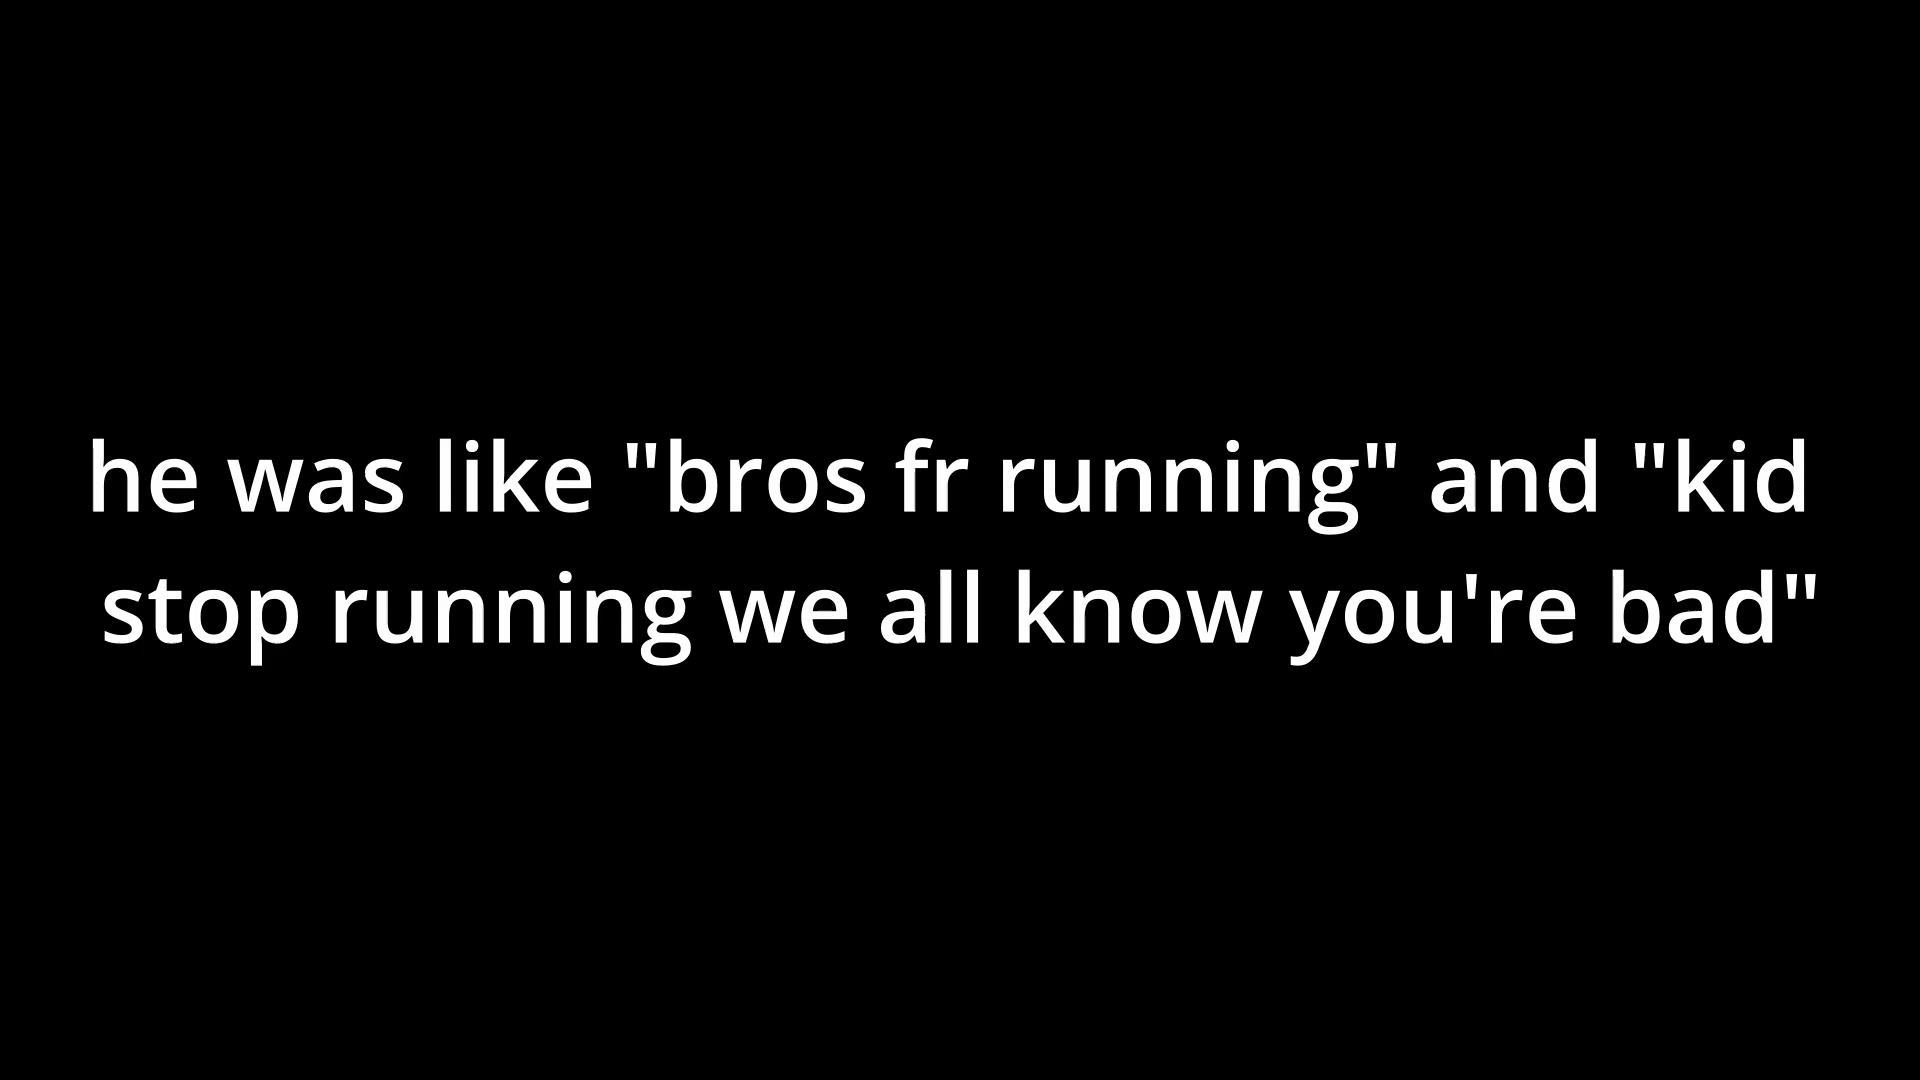 he was like "bros fr running" and "kid
stop running we all know you're bad"